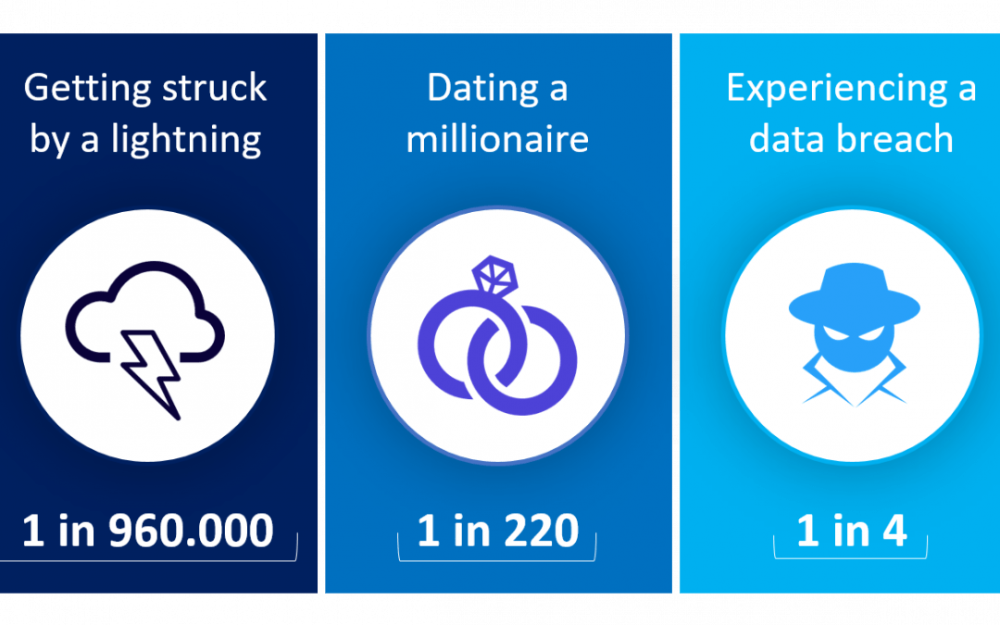 Getting struck
by a lightning
1 in 960.000
Dating a
millionaire
1 in 220
Experiencing a
data breach
1 in 4